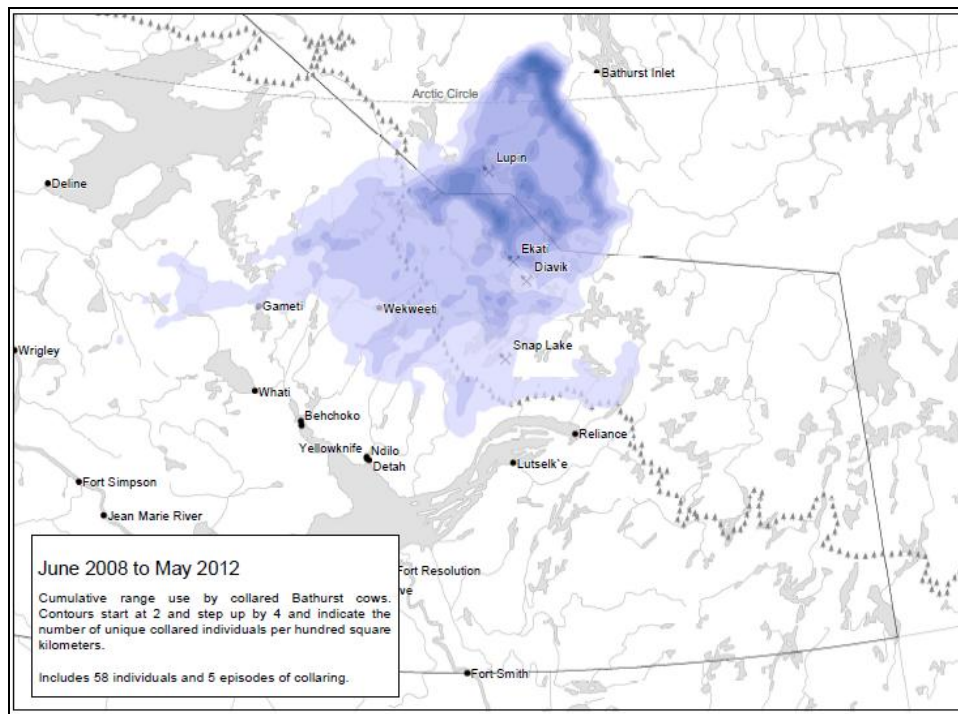 Bathurst Inlet
Arctic Circle
Lupin
Deline
Ekati
Diavik
Gameti
Wekweeti
Wrigley
Snap Lake
Whati
Behchoko
Yellowknife
Ndilo
Detah
Reliance
Lutselk`e
Fort Simpson
Jean Marie River
Fort Resolution
ve
Fort Smith
June 2008 to May 2012
Cumulative range use by collared Bathurst cows.
Contours start at 2 and step up by 4 and indicate the
number of unique collared individuals per hundred square
kilometers.
Includes 58 individuals and 5 episodes of collaring.